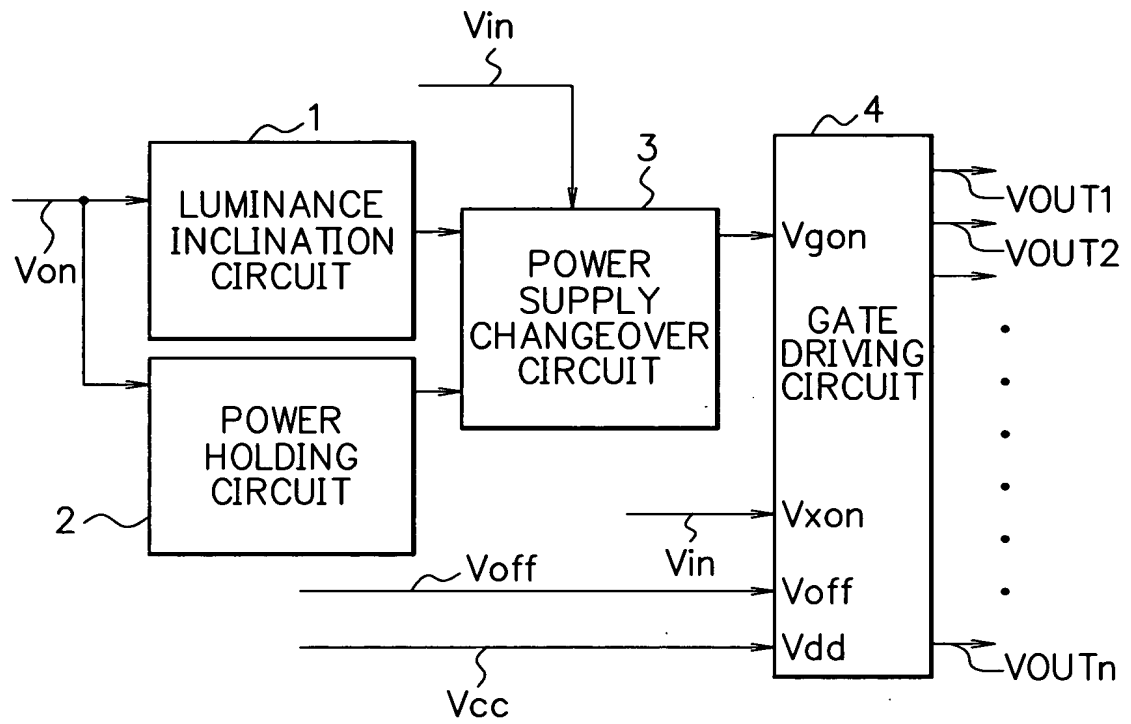 Vin
1
LUMINANCE
INCLINATION
CIRCUIT
Von
2
POWER
HOLDING
CIRCUIT
3
POWER
SUPPLY
CHANGEOVER
CIRCUIT
4
Vgon
GATE
DRIVING
CIRCUIT
Vxon
Vin
Voff
Voff
Vdd
Vcc
VOUT1
VOUT2
VOUTn